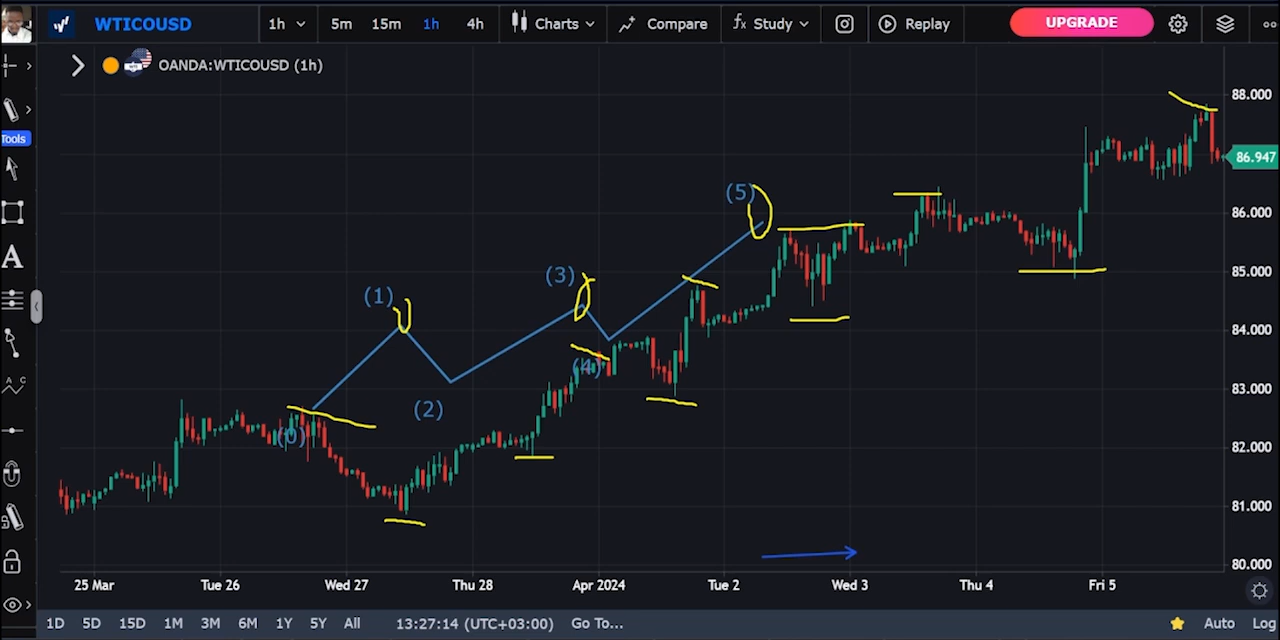 WTICOUSD 1h 5m 15m 1h 4h Charts Compare fx Study Replay UPGRADE
OANDA:WTICOUSD (1h)
Tools
A
88.000
86.947
86.000
85.000
84.000
83.000
82.000
81.000
80.000
(0)
(1)
(2)
(3)
(4)
(5)
25 Mar Tue 26 Wed 27 Thu 28 Apr 2024 Tue 2 Wed 3 Thu 4 Fri 5
1D 5D 15D 1M 3M 6M 1Y 5Y All 13:27:14 (UTC+03:00) Go To... Auto Log